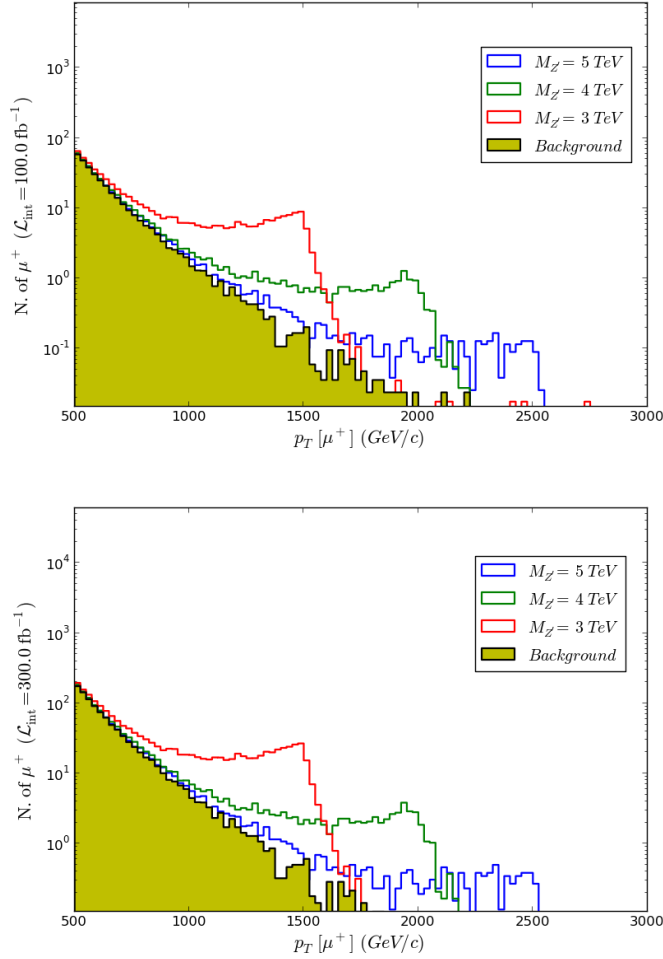 10³
10²
10¹
10⁰
10⁻¹
N. of μ⁺ (ℒ_int = 100.0 fb⁻¹)
M_Z′ = 5 TeV
M_Z′ = 4 TeV
M_Z′ = 3 TeV
Background
500 1000 1500 2000 2500 3000
p_T [μ⁺] (GeV/c)
10⁴
10³
10²
10¹
10⁰
N. of μ⁺ (ℒ_int = 300.0 fb⁻¹)
M_Z′ = 5 TeV
M_Z′ = 4 TeV
M_Z′ = 3 TeV
Background
500 1000 1500 2000 2500 3000
p_T [μ⁺] (GeV/c)